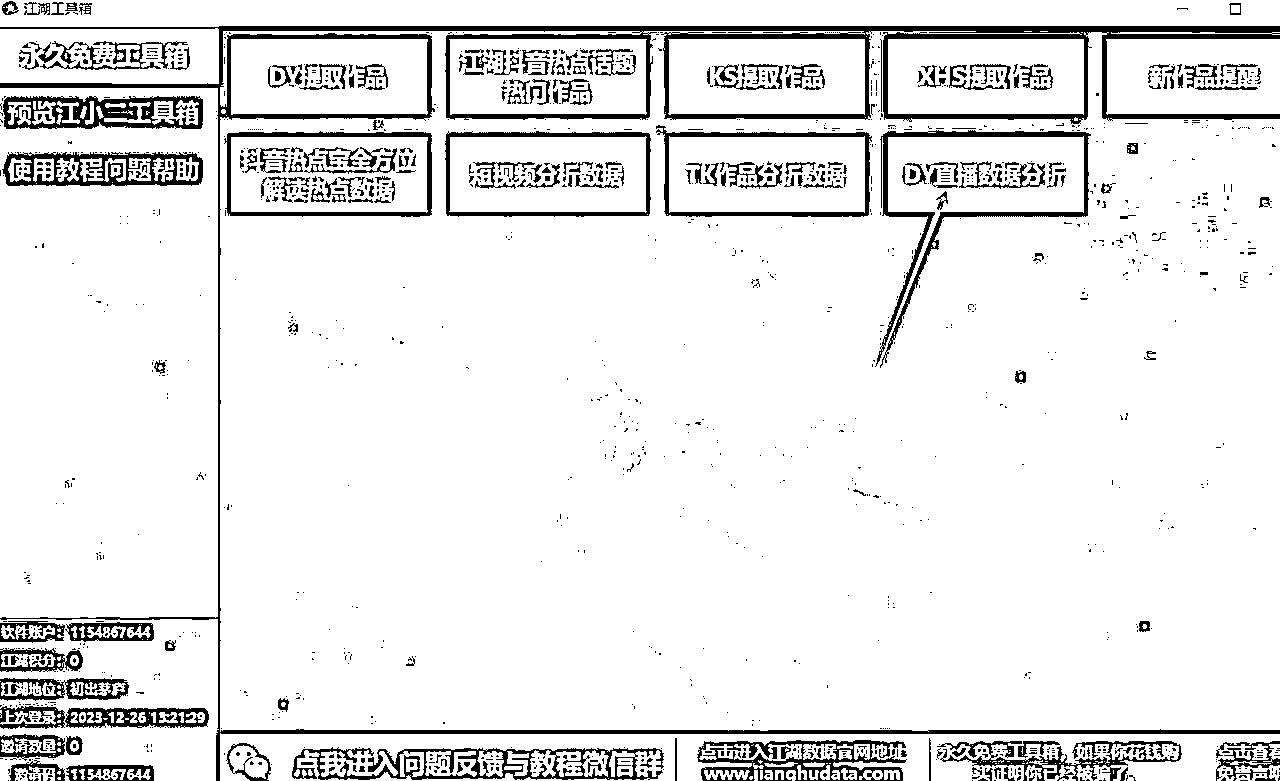 江湖工具箱
永久免费工具箱
预览江小二工具箱
使用教程问题帮助
DY提取作品
江湖抖音热点话题
热门作品
KS提取作品
XHS提取作品
新作品提醒
抖音热点宝全方位
解读热点数据
短视频分折数据
TK作品分折数据
DY直播数据分折
软件账户: 1154867644
江湖积分: 0
江湖地位: 初出茅庐
上次登录: 2023-12-26 13:21:29
邀请数量: 0
邀请码: 1154867644
点我进入问题反馈与教程微信群
点击进入江湖数据官网地址
www.jianghudata.com
永久免费工具箱, 如果你花钱购
买证明你已经被骗了
点击查看
免责声明